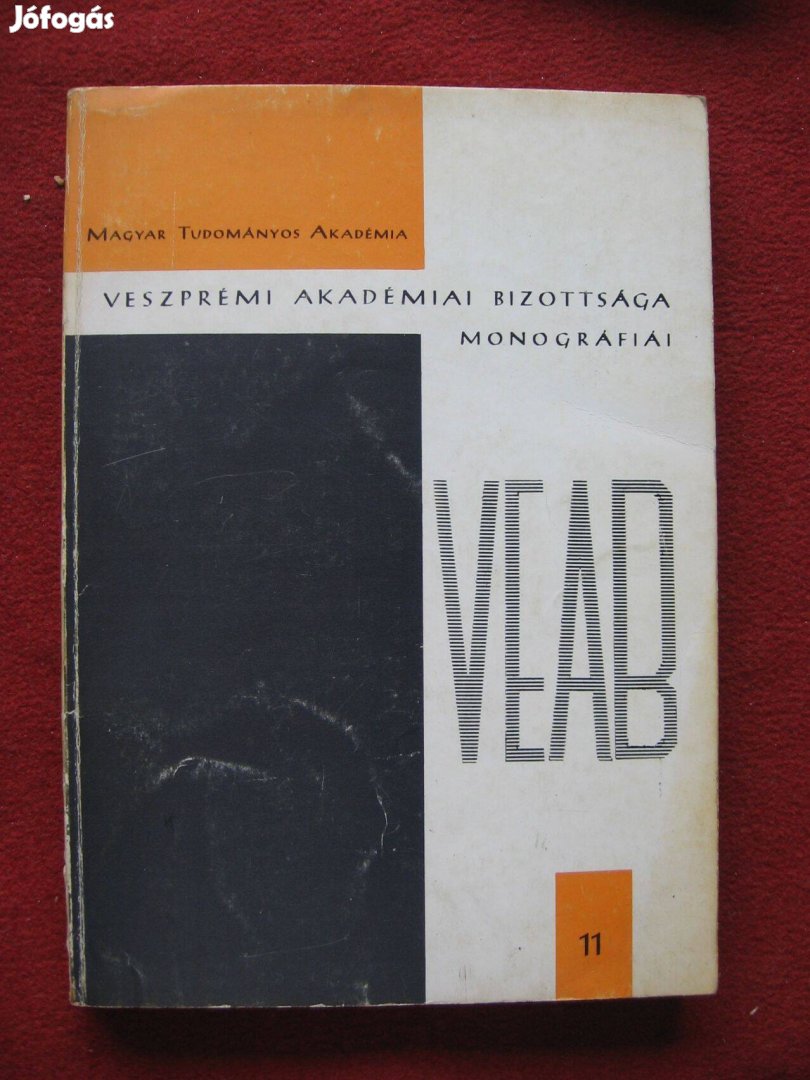 Jófogás
MAGYAR TUDOMÁNYOS AKADÉMIA
VESZPRÉMI AKADÉMIAI BIZOTTSÁGA
MONOGRÁFIÁI
VEAB
11